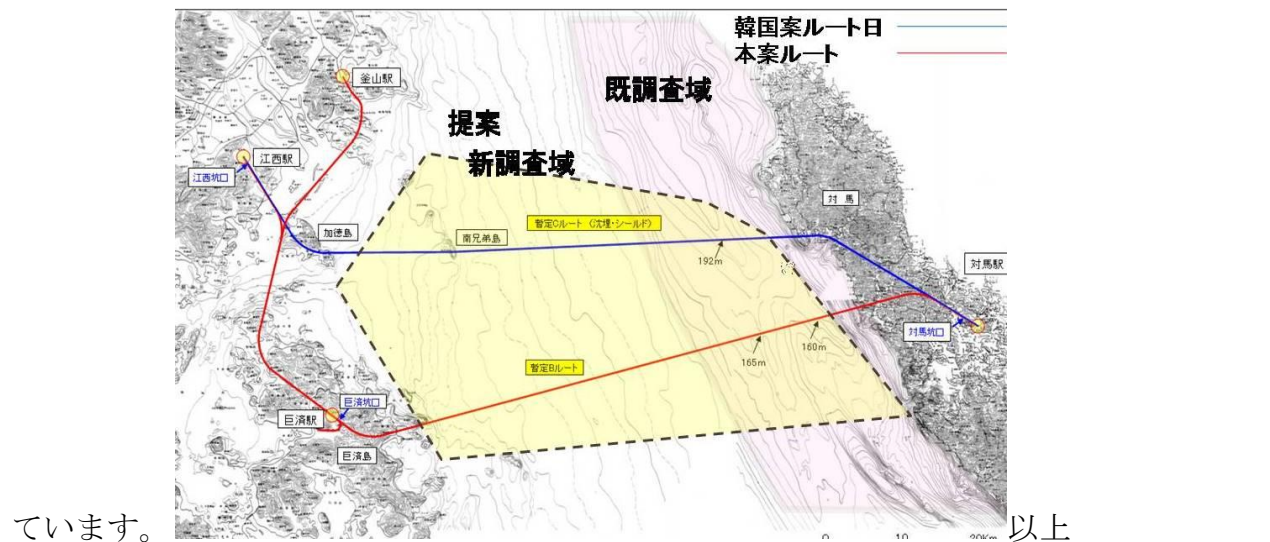 韓国案ルート日
本案ルート
既調査域
提案
新調査域
釜山駅
江西駅
江西坑口
加徳島
南兄弟島
暫定Cルート（沈埋・シールド）
対馬
192m
対馬駅
対馬坑口
160m
165m
暫定Bルート
巨済坑口
巨済駅
巨済島
0 10 20Km
ています。
以上